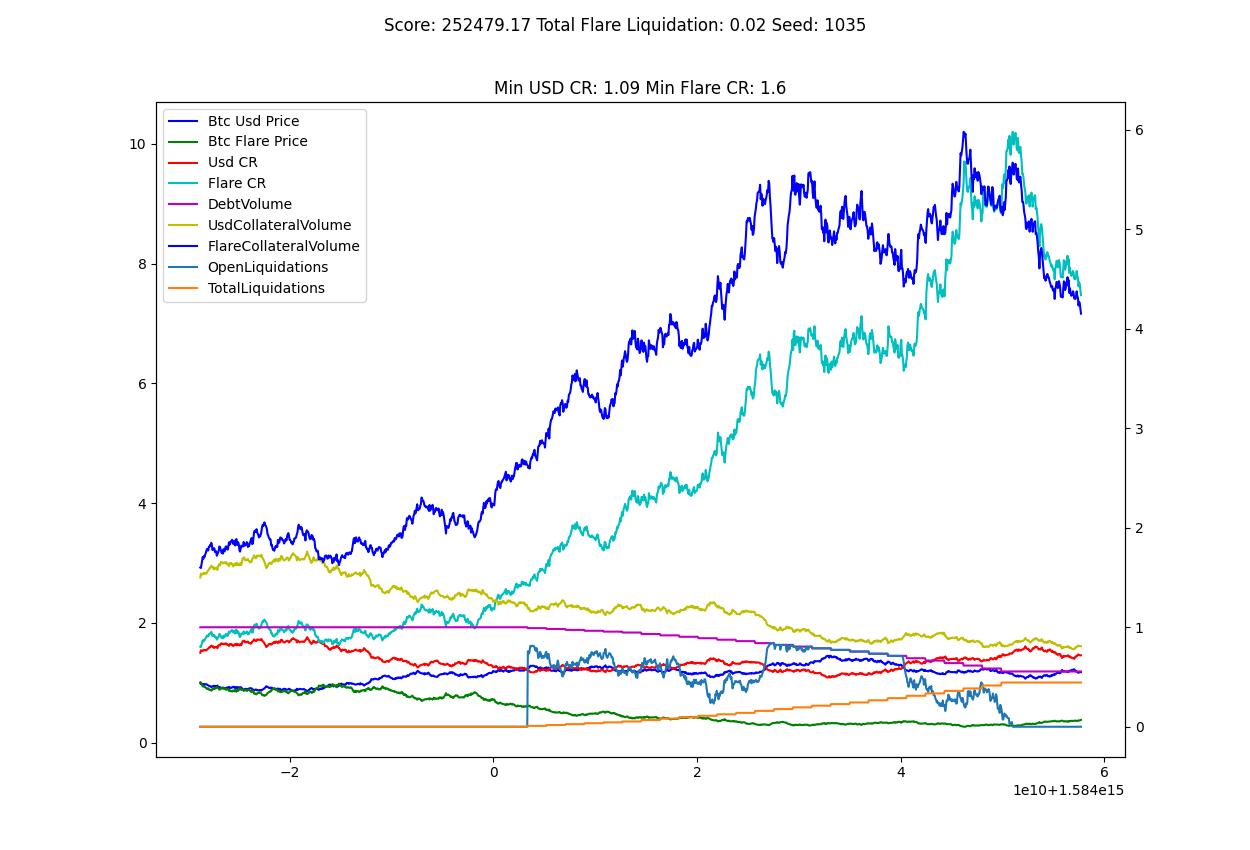 Score: 252479.17 Total Flare Liquidation: 0.02 Seed: 1035
Min USD CR: 1.09 Min Flare CR: 1.6
Btc Usd Price
Btc Flare Price
Usd CR
Flare CR
DebtVolume
UsdCollateralVolume
FlareCollateralVolume
OpenLiquidations
TotalLiquidations
10
8
6
4
2
0
6
5
4
3
2
1
0
−2
0
2
4
6
1e10+1.584e15